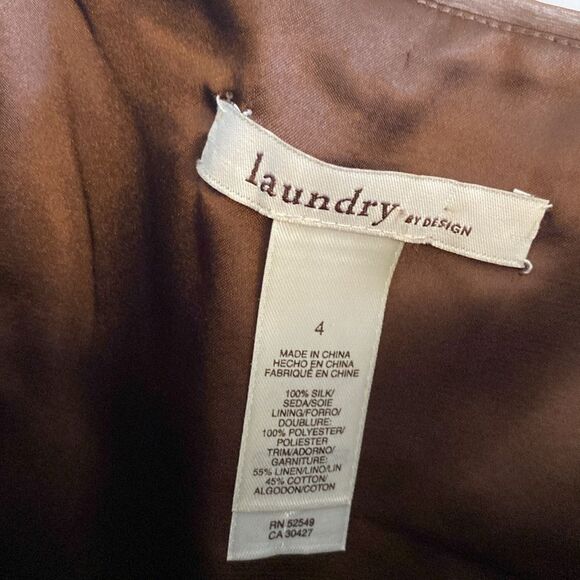 laundry BY DESIGN
4
MADE IN CHINA
HECHO EN CHINA
FABRIQUÉ EN CHINE
100% SILK/
SEDA/SOIE
LINING/FORRO/
DOUBLURE:
100% POLYESTER/
POLIESTER
TRIM/ADORNO/
GARNITURE:
55% LINEN/LINO/LIN
45% COTTON/
ALGODON/COTON
RN 52549
CA 30427